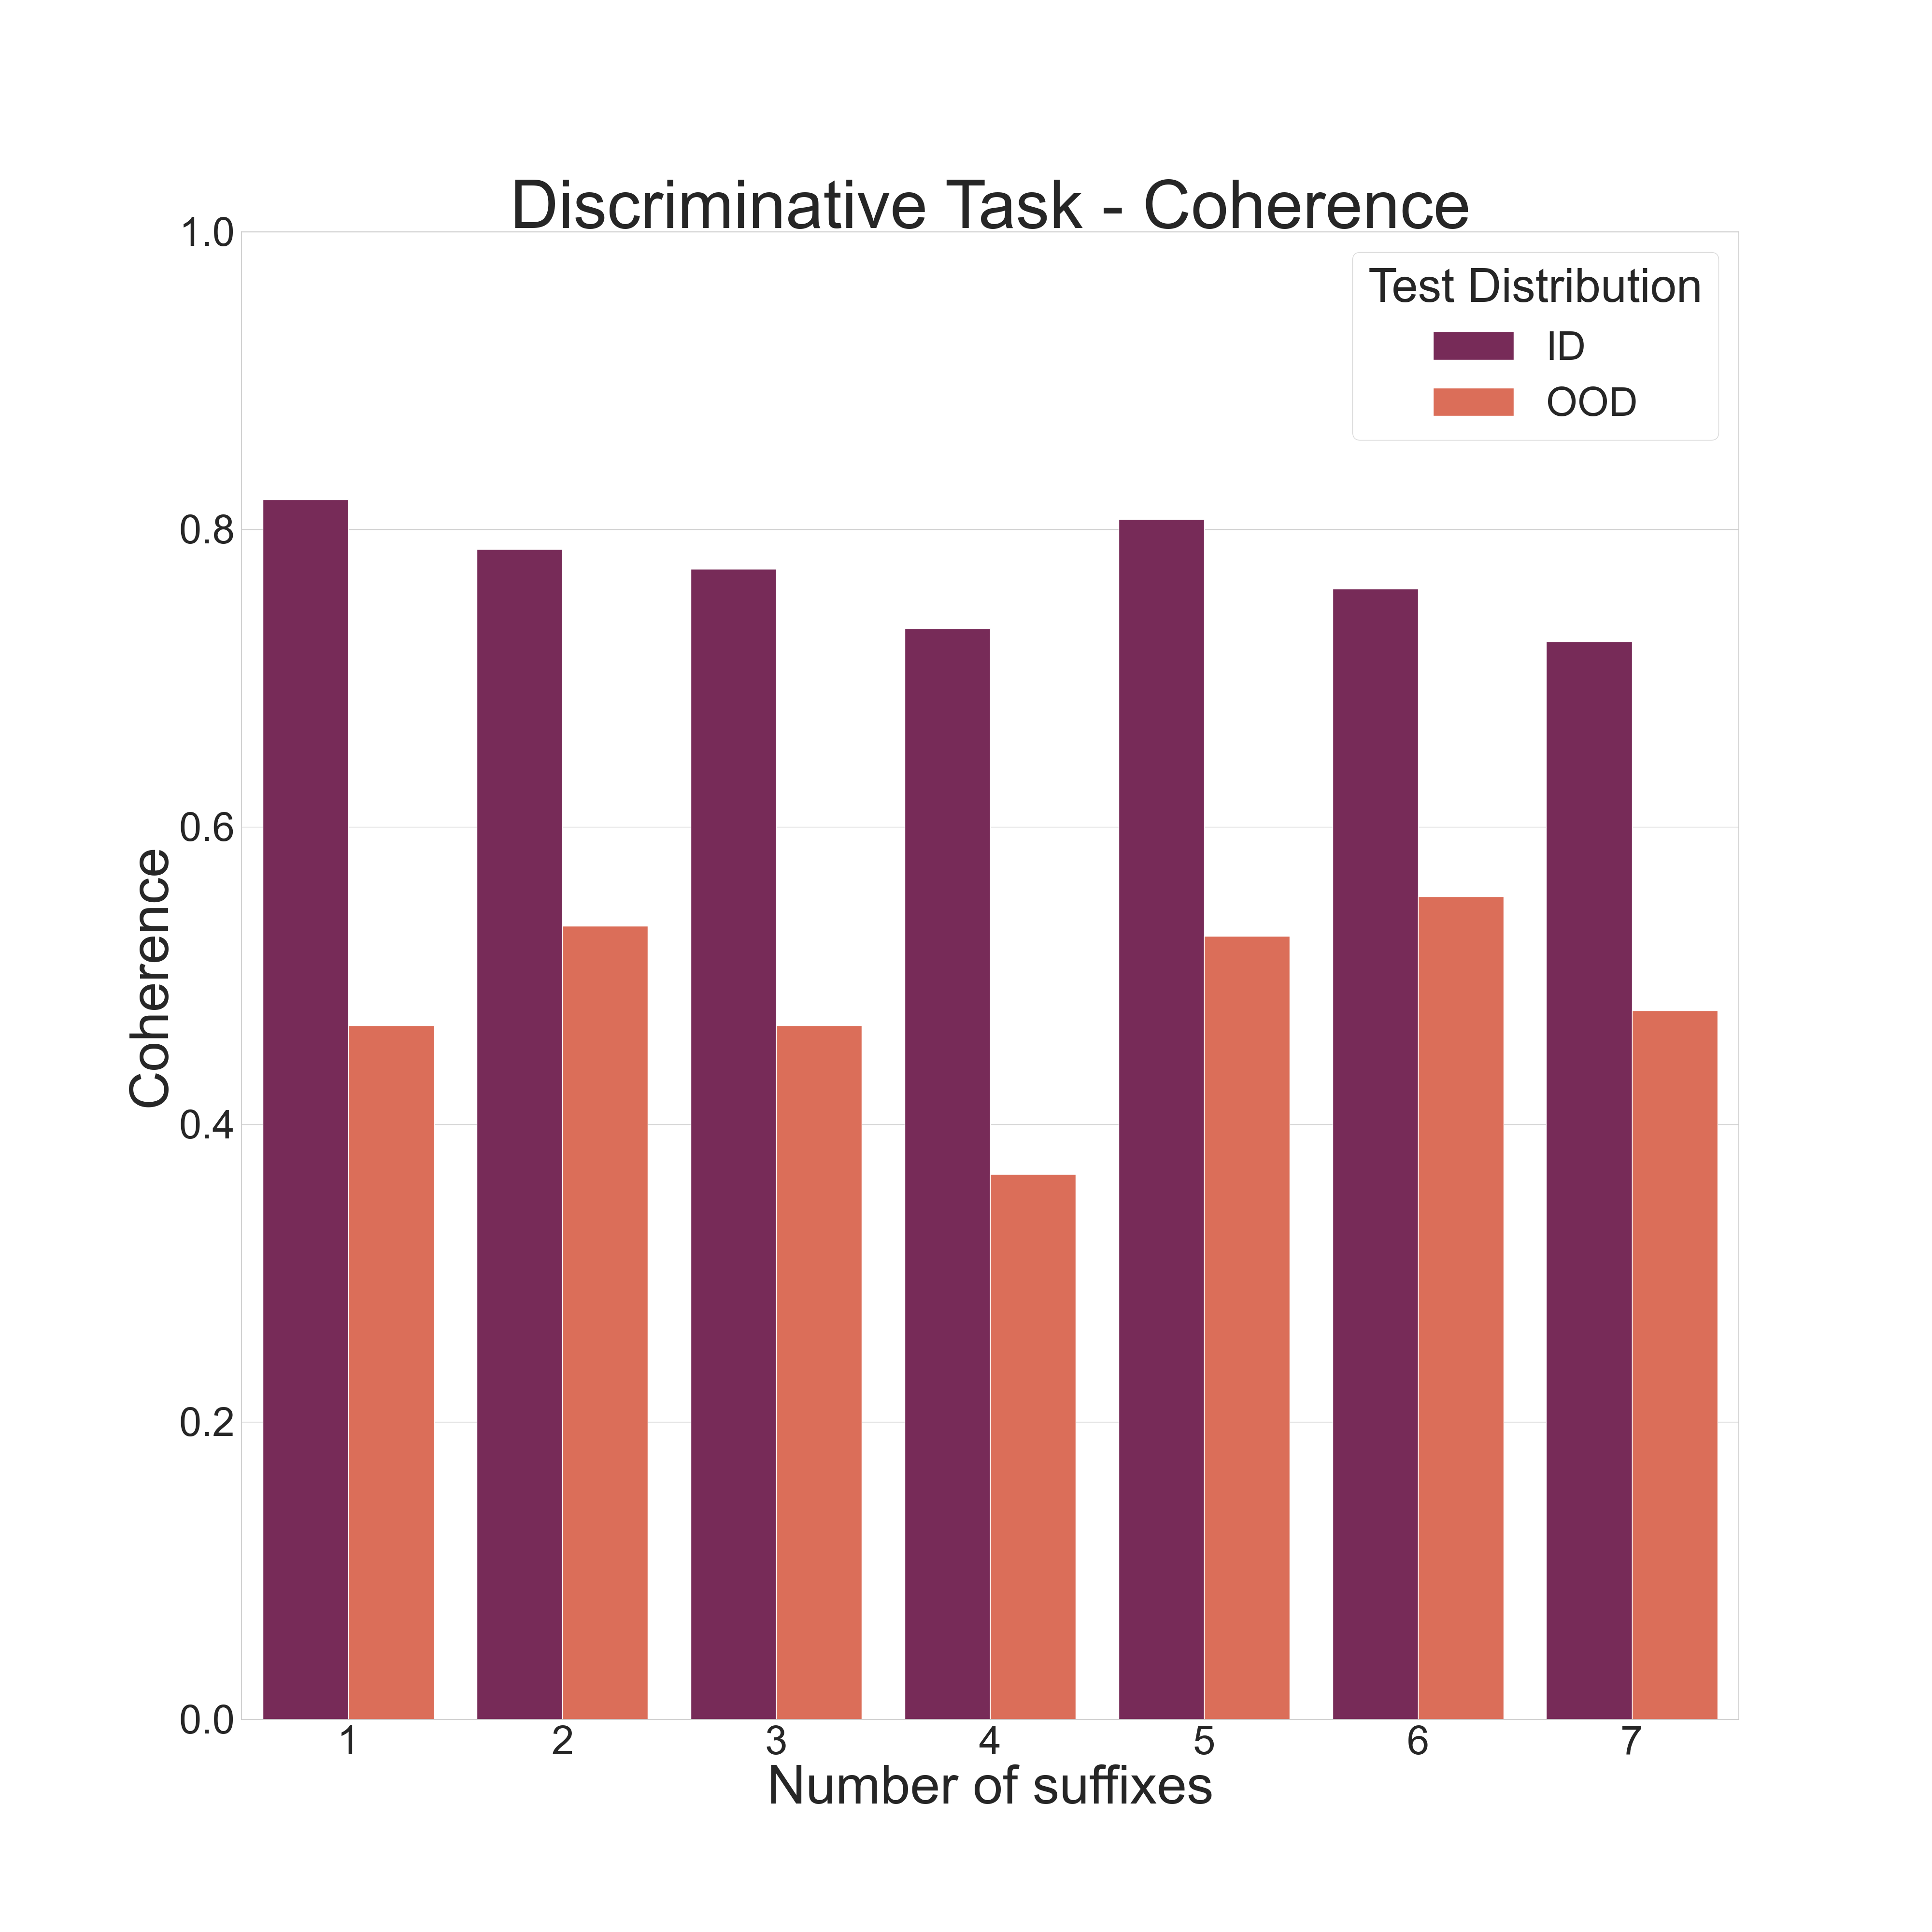 Discriminative Task - Coherence
Test Distribution
ID
OOD
1.0
0.8
0.6
0.4
0.2
0.0
Coherence
1 2 3 4 5 6 7
Number of suffixes